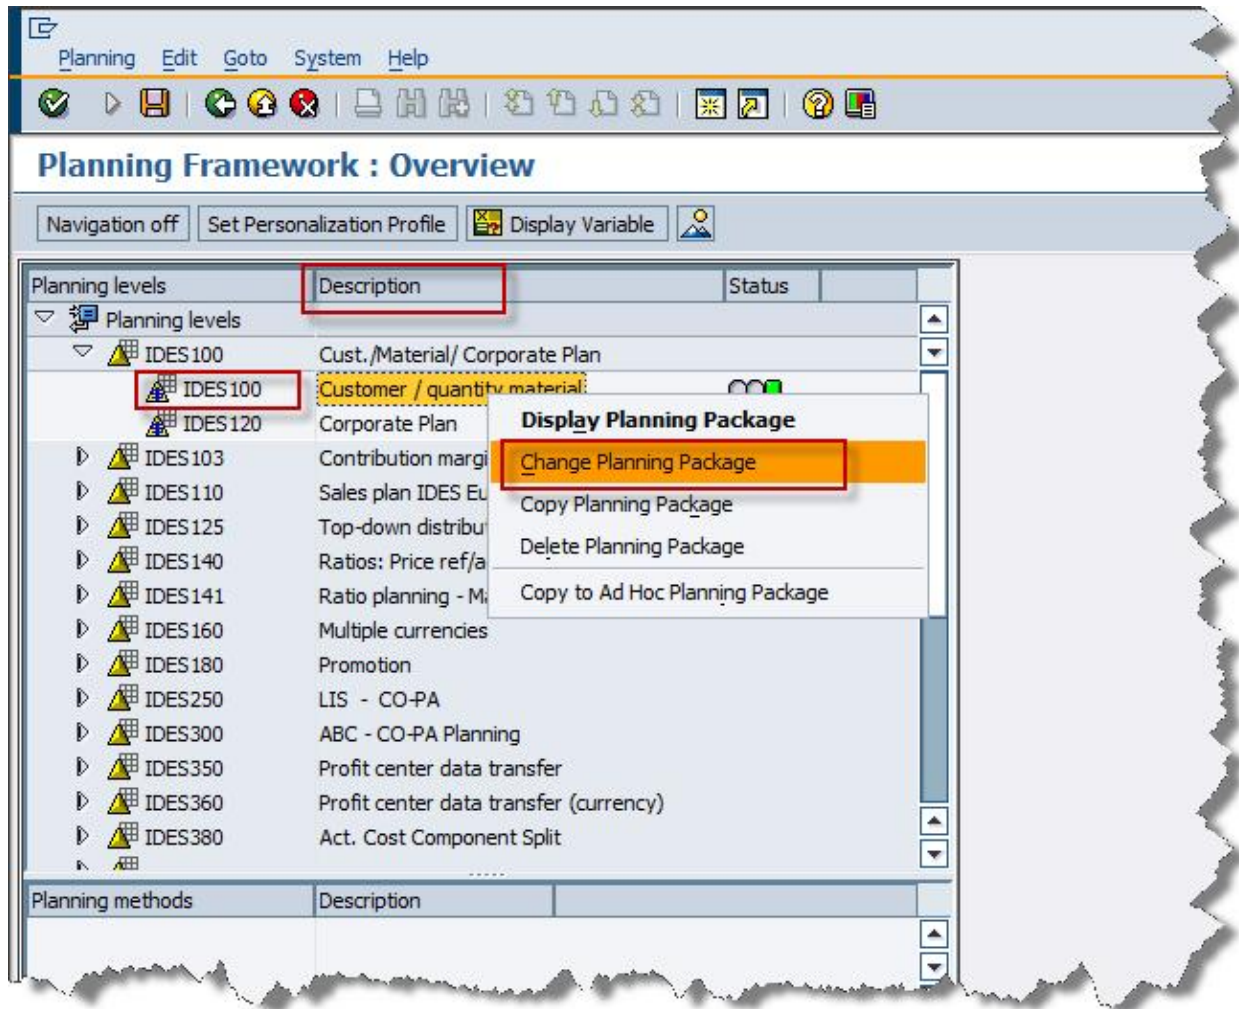 Planning Edit Goto System Help
Planning Framework : Overview
Navigation off Set Personalization Profile Display Variable
Planning levels Description Status
Planning levels
IDES100 Cust./Material/ Corporate Plan
IDES100 Customer / quantity material
IDES120 Corporate Plan
IDES103 Contribution margi
IDES110 Sales plan IDES Eu
IDES125 Top-down distribu
IDES140 Ratios: Price ref/a
IDES141 Ratio planning - Ma
IDES160 Multiple currencies
IDES180 Promotion
IDES250 LIS - CO-PA
IDES300 ABC - CO-PA Planning
IDES350 Profit center data transfer
IDES360 Profit center data transfer (currency)
IDES380 Act. Cost Component Split
Display Planning Package
Change Planning Package
Copy Planning Package
Delete Planning Package
Copy to Ad Hoc Planning Package
Planning methods Description